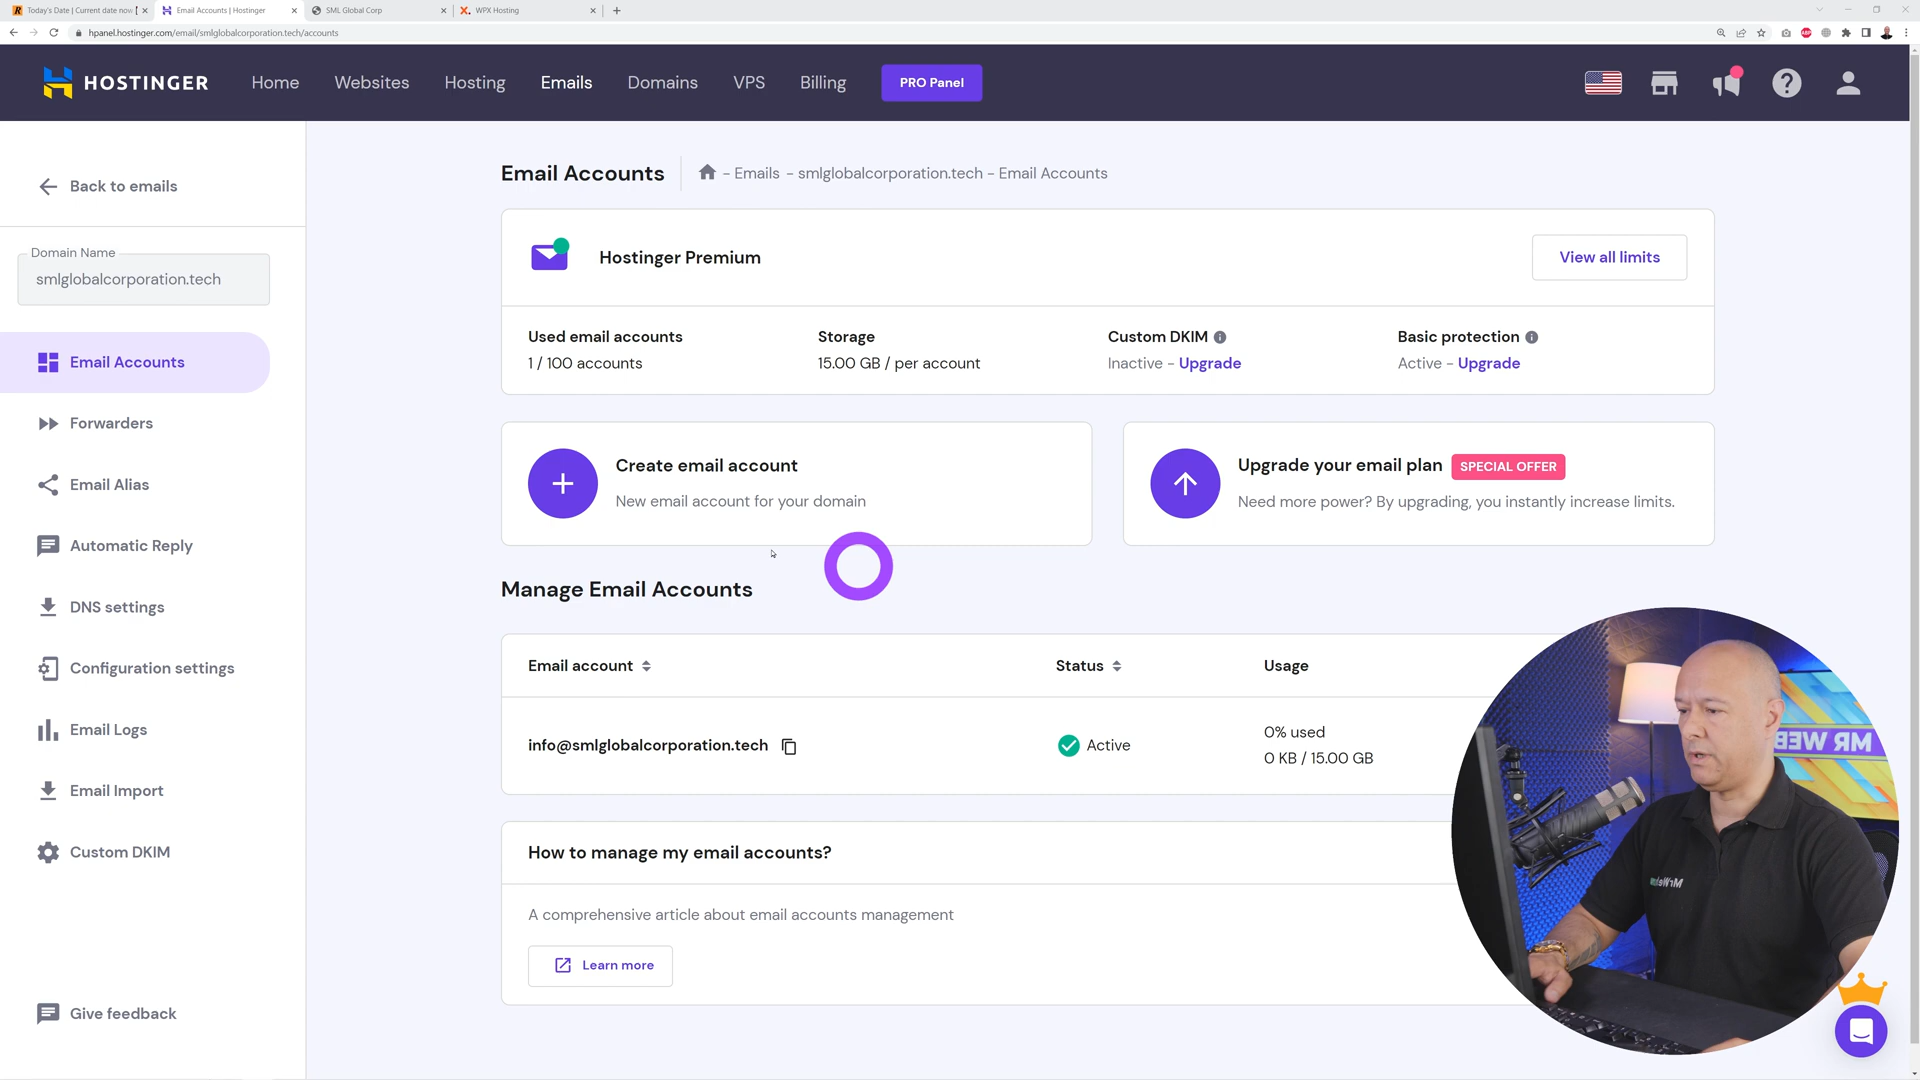 Today's Date | Current date now
Email Accounts | Hostinger
SML Global Corp
WPX Hosting
hpanel.hostinger.com/email/smlglobalcorporation.tech/accounts
HOSTINGER
Home
Websites
Hosting
Emails
Domains
VPS
Billing
PRO Panel
Back to emails
Domain Name
smlglobalcorporation.tech
Email Accounts
Forwarders
Email Alias
Automatic Reply
DNS settings
Configuration settings
Email Logs
Email Import
Custom DKIM
Give feedback
Email Accounts
- Emails - smlglobalcorporation.tech - Email Accounts
Hostinger Premium
View all limits
Used email accounts
1 / 100 accounts
Storage
15.00 GB / per account
Custom DKIM
Inactive - Upgrade
Basic protection
Active - Upgrade
Create email account
New email account for your domain
Upgrade your email plan SPECIAL OFFER
Need more power? By upgrading, you instantly increase limits.
Manage Email Accounts
Email account
Status
Usage
info@smlglobalcorporation.tech
Active
0% used
0 KB / 15.00 GB
How to manage my email accounts?
A comprehensive article about email accounts management
Learn more
MR WEB